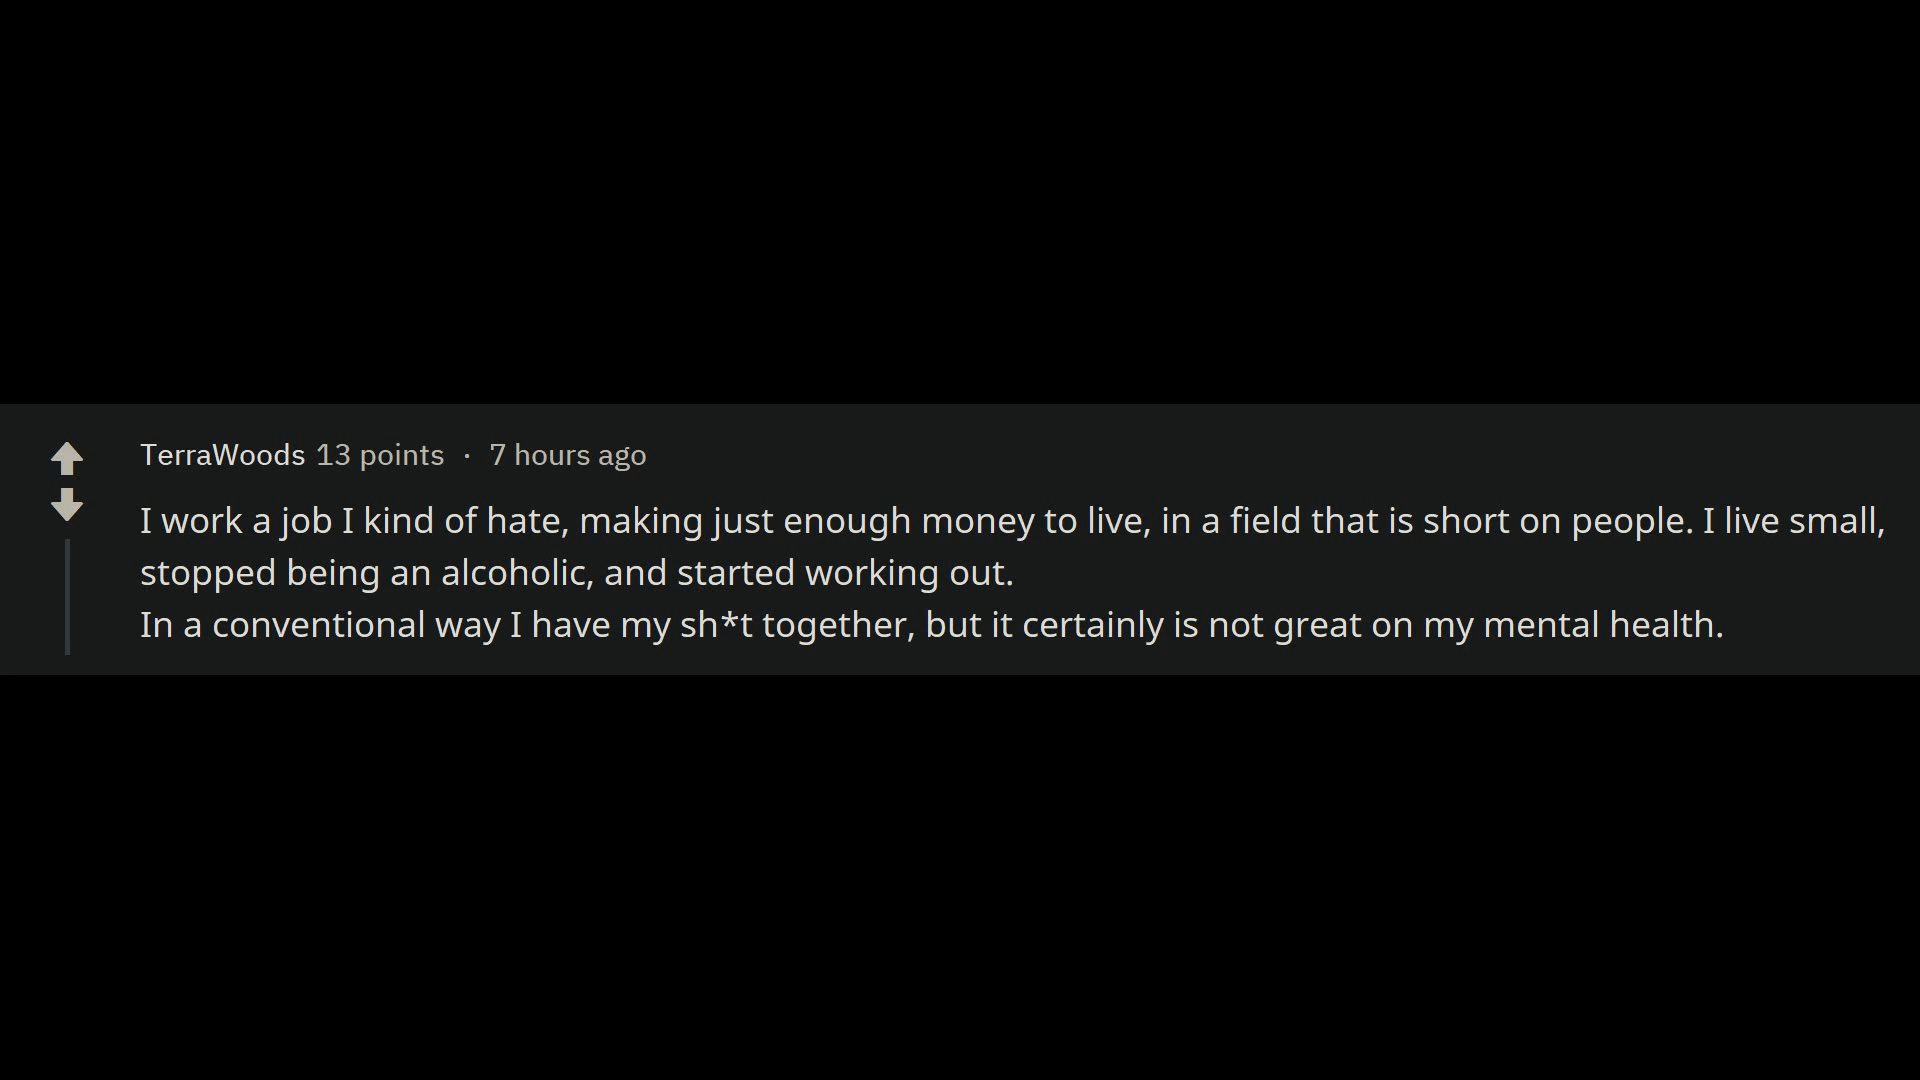 TerraWoods 13 points · 7 hours ago
I work a job I kind of hate, making just enough money to live, in a field that is short on people. I live small,
stopped being an alcoholic, and started working out.
In a conventional way I have my sh*t together, but it certainly is not great on my mental health.